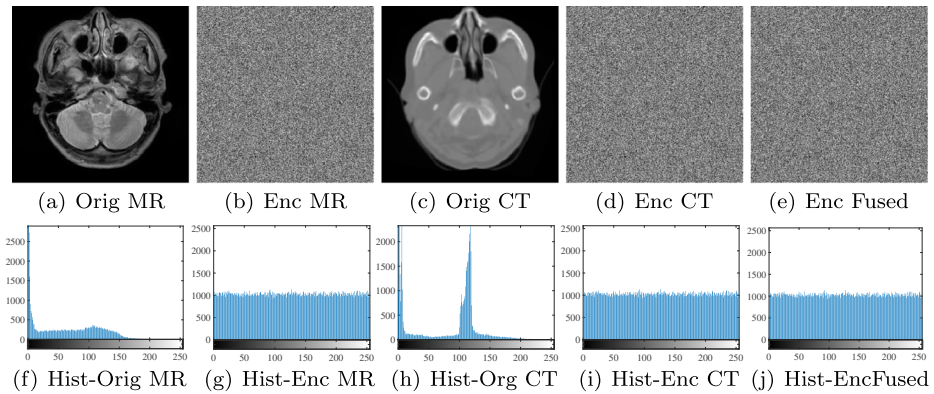 (a) Orig MR (b) Enc MR (c) Orig CT (d) Enc CT (e) Enc Fused
2500 2500 2500 2500 2500
2000 2000 2000 2000 2000
1500 1500 1500 1500 1500
1000 1000 1000 1000 1000
500 500 500 500 500
0 0 0 0 0
0 50 100 150 200 250 0 50 100 150 200 250 0 50 100 150 200 250 0 50 100 150 200 250 0 50 100 150 200 250
(f) Hist-Orig MR (g) Hist-Enc MR (h) Hist-Org CT (i) Hist-Enc CT (j) Hist-EncFused